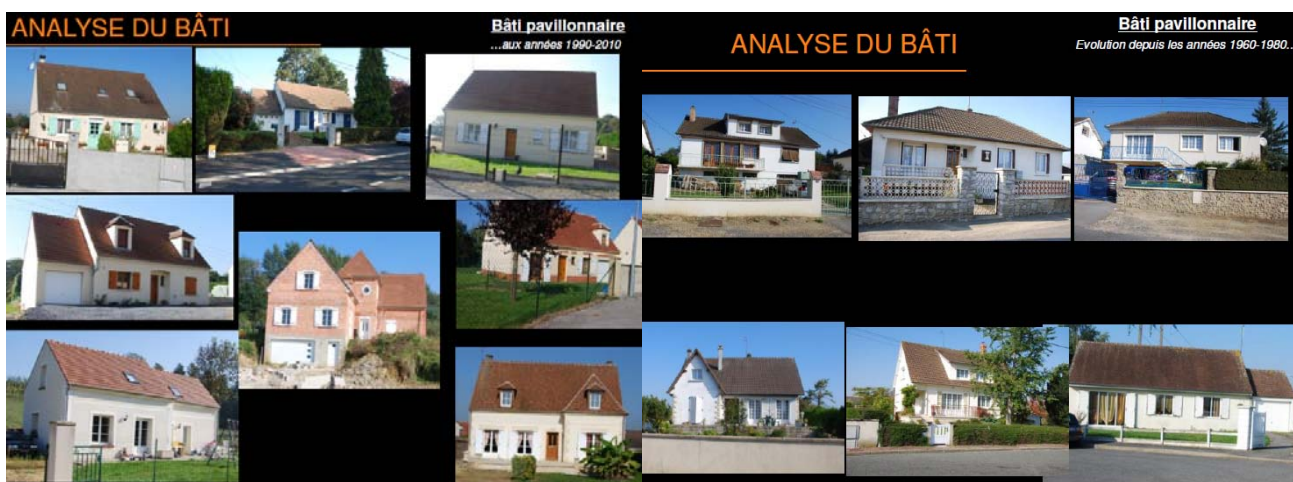 ANALYSE DU BÂTI
Bâti pavillonnaire
...aux années 1990-2010
ANALYSE DU BÂTI
Bâti pavillonnaire
Evolution depuis les années 1960-1980...